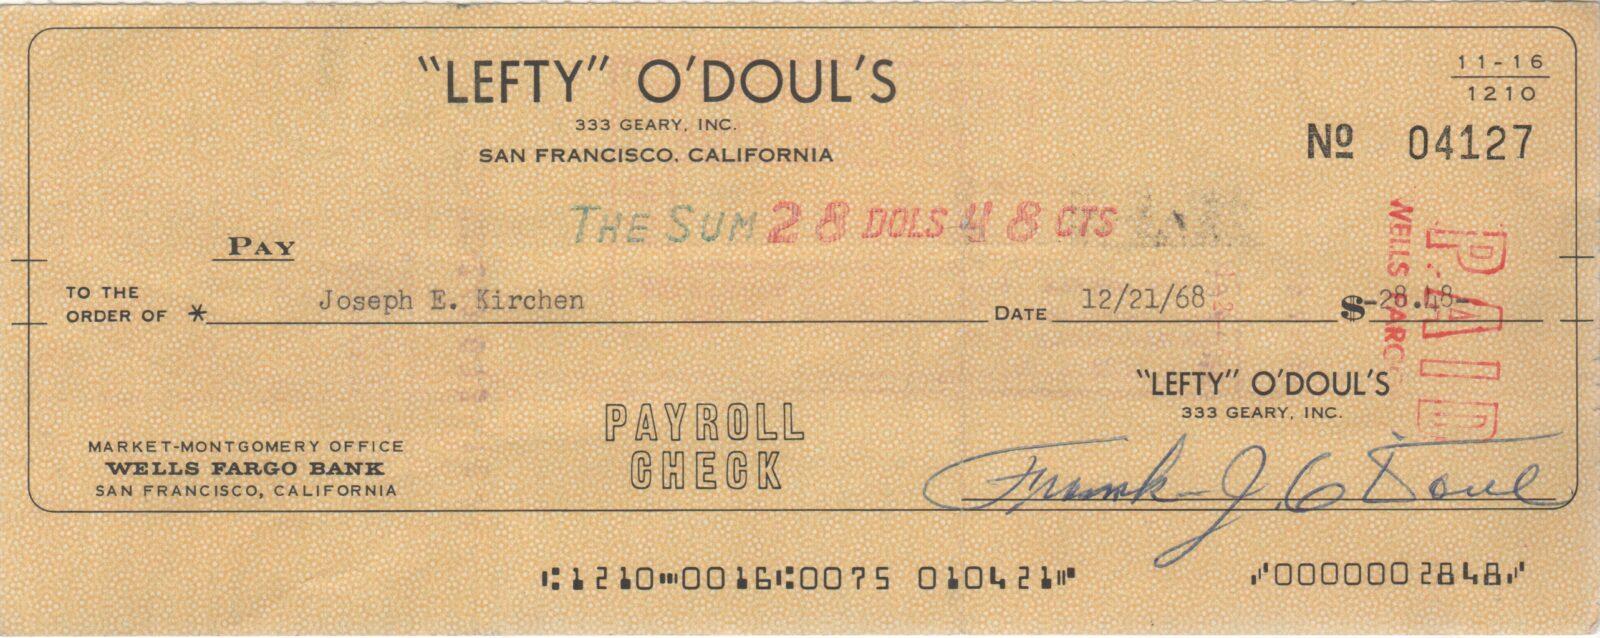 "LEFTY" O'DOUL'S
333 GEARY, INC.
SAN FRANCISCO, CALIFORNIA
11-16
1210
Nº 04127
THE SUM 28 DOLS 48 CTS
PAY
TO THE
ORDER OF * Joseph E. Kirchen DATE 12/21/68 $-28.48-
WELLS FARGO
PAID
"LEFTY" O'DOUL'S
333 GEARY, INC.
PAYROLL
CHECK
MARKET-MONTGOMERY OFFICE
WELLS FARGO BANK
SAN FRANCISCO, CALIFORNIA
Frank J. O'Doul
⑆1210⑉0016⑆0075 010421⑈ ⑇0000002848⑇